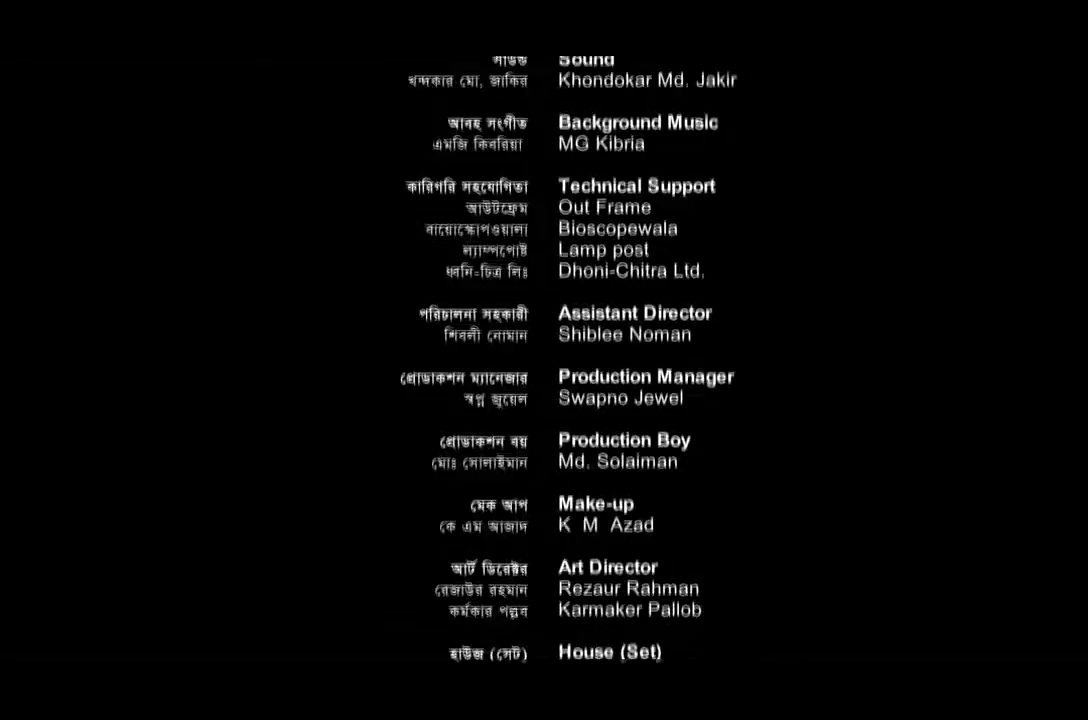 সাউন্ড Sound
খন্দকার মো. জাকির Khondokar Md. Jakir
আবহ সংগীত Background Music
এমজি কিবরিয়া MG Kibria
কারিগরি সহযোগিতা Technical Support
আউটফ্রেম Out Frame
বায়োস্কোপওয়ালা Bioscopewala
ল্যাম্পপোষ্ট Lamp post
ধ্বনি-চিত্র লিঃ Dhoni-Chitra Ltd.
পরিচালনা সহকারী Assistant Director
শিবলী নোমান Shiblee Noman
প্রোডাকশন ম্যানেজার Production Manager
স্বপ্ন জুয়েল Swapno Jewel
প্রোডাকশন বয় Production Boy
মোঃ সোলাইমান Md. Solaiman
মেক আপ Make-up
কে এম আজাদ K M Azad
আর্ট ডিরেক্টর Art Director
রেজাউর রহমান Rezaur Rahman
কর্মকার পল্লব Karmaker Pallob
হাউজ (সেট) House (Set)